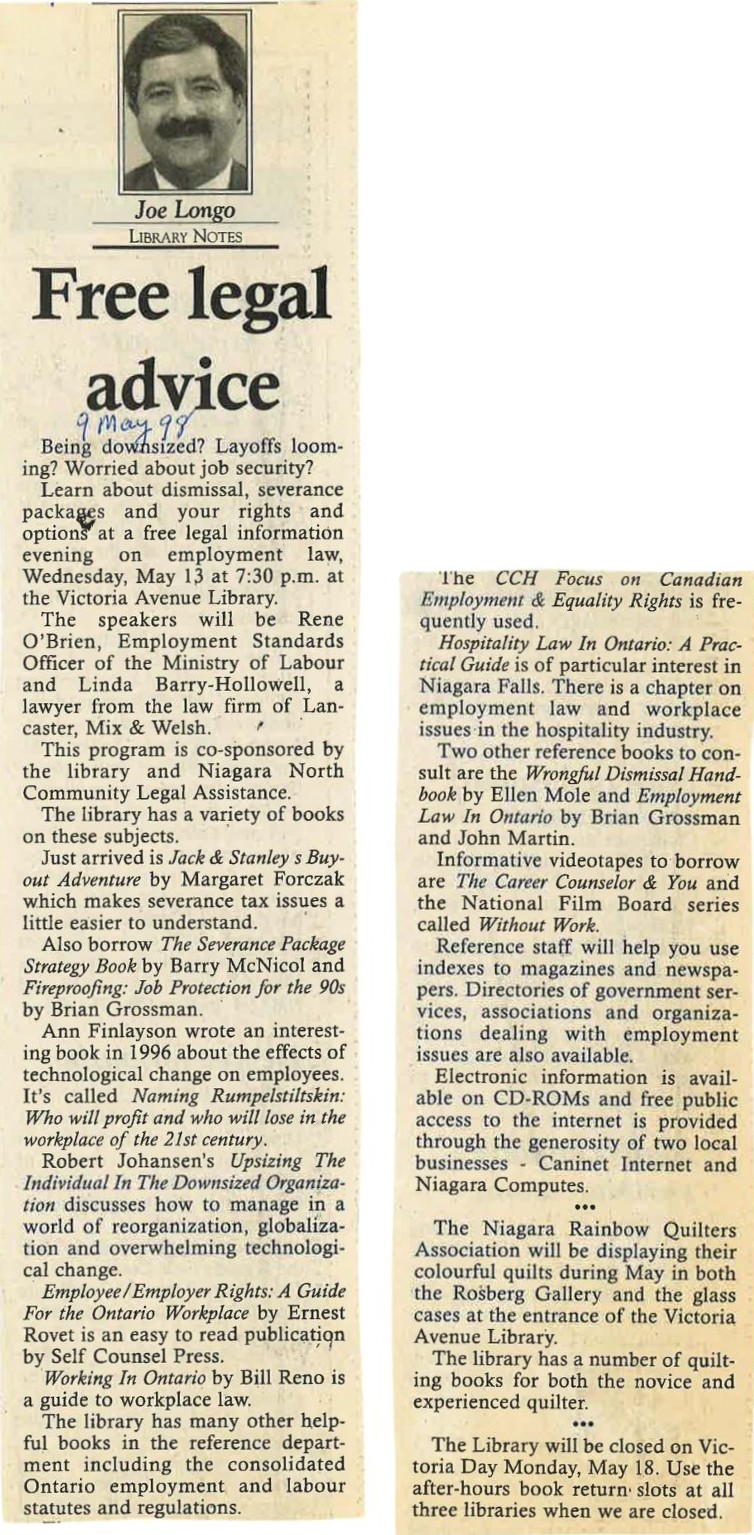 Joe Longo
LIBRARY NOTES
Free legal
advice
9 May 98
Being downsized? Layoffs loom-
ing? Worried about job security?
Learn about dismissal, severance
packages and your rights and
options at a free legal information
evening on employment law,
Wednesday, May 13 at 7:30 p.m. at
the Victoria Avenue Library.
The speakers will be Rene
O'Brien, Employment Standards
Officer of the Ministry of Labour
and Linda Barry-Hollowell, a
lawyer from the law firm of Lan-
caster, Mix & Welsh.
This program is co-sponsored by
the library and Niagara North
Community Legal Assistance.
The library has a variety of books
on these subjects.
Just arrived is Jack & Stanley s Buy-
out Adventure by Margaret Forczak
which makes severance tax issues a
little easier to understand.
Also borrow The Severance Package
Strategy Book by Barry McNicol and
Fireproofing: Job Protection for the 90s
by Brian Grossman.
Ann Finlayson wrote an interest-
ing book in 1996 about the effects of
technological change on employees.
It's called Naming Rumpelstiltskin:
Who will profit and who will lose in the
workplace of the 21st century.
Robert Johansen's Upsizing The
Individual In The Downsized Organiza-
tion discusses how to manage in a
world of reorganization, globaliza-
tion and overwhelming technologi-
cal change.
Employee/Employer Rights: A Guide
For the Ontario Workplace by Ernest
Rovet is an easy to read publication
by Self Counsel Press.
Working In Ontario by Bill Reno is
a guide to workplace law.
The library has many other help-
ful books in the reference depart-
ment including the consolidated
Ontario employment and labour
statutes and regulations.
The CCH Focus on Canadian
Employment & Equality Rights is fre-
quently used.
Hospitality Law In Ontario: A Prac-
tical Guide is of particular interest in
Niagara Falls. There is a chapter on
employment law and workplace
issues in the hospitality industry.
Two other reference books to con-
sult are the Wrongful Dismissal Hand-
book by Ellen Mole and Employment
Law In Ontario by Brian Grossman
and John Martin.
Informative videotapes to borrow
are The Career Counselor & You and
the National Film Board series
called Without Work.
Reference staff will help you use
indexes to magazines and newspa-
pers. Directories of government ser-
vices, associations and organiza-
tions dealing with employment
issues are also available.
Electronic information is avail-
able on CD-ROMs and free public
access to the internet is provided
through the generosity of two local
businesses - Caninet Internet and
Niagara Computes.
•••
The Niagara Rainbow Quilters
Association will be displaying their
colourful quilts during May in both
the Rosberg Gallery and the glass
cases at the entrance of the Victoria
Avenue Library.
The library has a number of quilt-
ing books for both the novice and
experienced quilter.
•••
The Library will be closed on Vic-
toria Day Monday, May 18. Use the
after-hours book return slots at all
three libraries when we are closed.